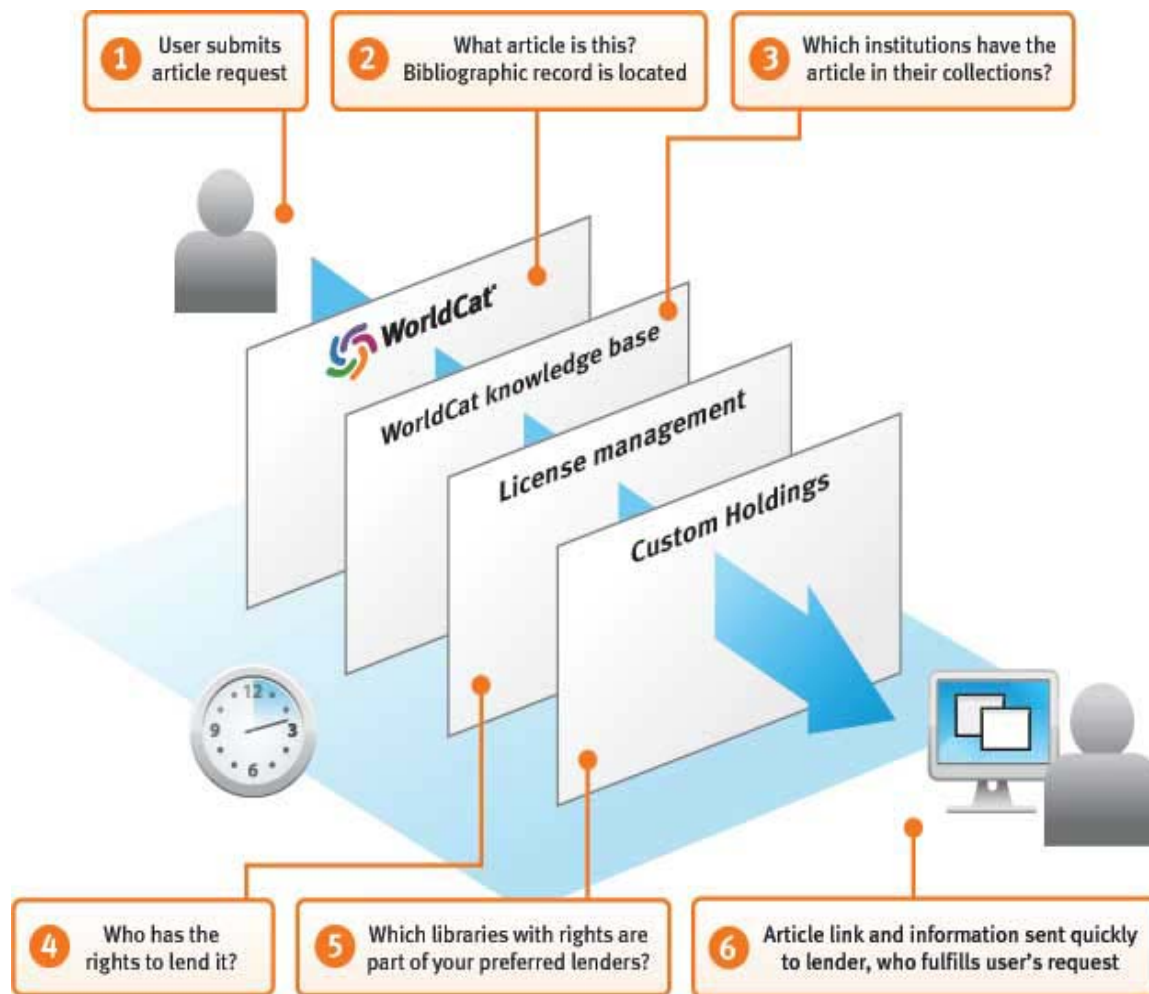 1
User submits
article request
2
What article is this?
Bibliographic record is located
3
Which institutions have the
article in their collections?
WorldCat
WorldCat knowledge base
License management
Custom Holdings
12
9
3
6
4
Who has the
rights to lend it?
5
Which libraries with rights are
part of your preferred lenders?
6
Article link and information sent quickly
to lender, who fulfills user's request